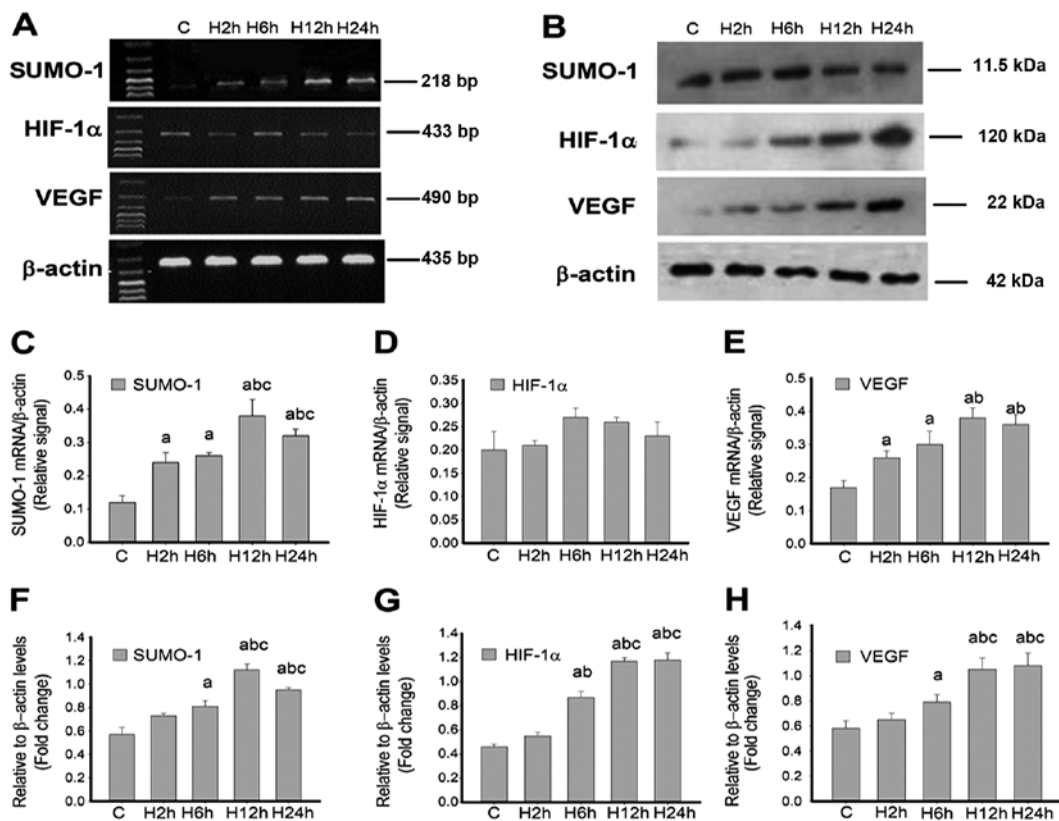 A
C H2h H6h H12h H24h
SUMO-1
218 bp
HIF-1α
433 bp
VEGF
490 bp
β-actin
435 bp
B
C H2h H6h H12h H24h
SUMO-1
11.5 kDa
HIF-1α
120 kDa
VEGF
22 kDa
β-actin
42 kDa
C
SUMO-1 mRNA/β-actin
(Relative signal)
SUMO-1
0.5
0.4
0.3
0.2
0.1
0.0
a a abc abc
C H2h H6h H12h H24h
D
HIF-1α mRNA/β-actin
(Relative signal)
HIF-1α
0.35
0.30
0.25
0.20
0.15
0.10
0.05
0.00
C H2h H6h H12h H24h
E
VEGF mRNA/β-actin
(Relative signal)
VEGF
0.5
0.4
0.3
0.2
0.1
0.0
a a ab ab
C H2h H6h H12h H24h
F
Relative to β–actin levels
(Fold change)
SUMO-1
1.4
1.2
1.0
0.8
0.6
0.4
0.2
0.0
a abc abc
C H2h H6h H12h H24h
G
Relative to β–actin levels
(Fold change)
HIF-1α
1.4
1.2
1.0
0.8
0.6
0.4
0.2
0.0
ab abc abc
C H2h H6h H12h H24h
H
Relative to β–actin levels
(Fold change)
VEGF
1.4
1.2
1.0
0.8
0.6
0.4
0.2
0.0
a abc abc
C H2h H6h H12h H24h